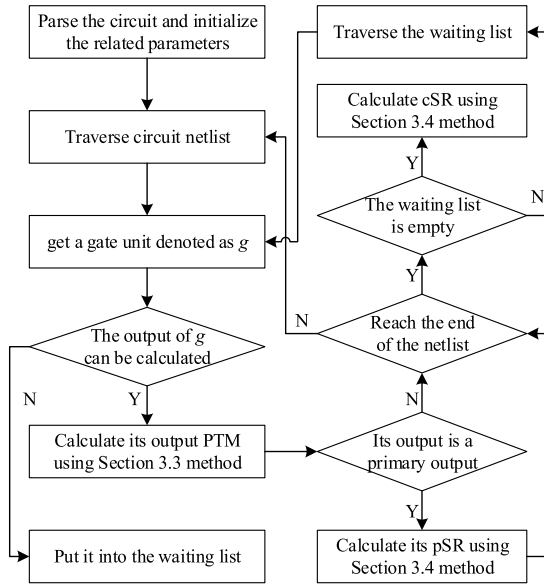 Parse the circuit and initialize
the related parameters
Traverse circuit netlist
get a gate unit denoted as g
The output of g
can be calculated
N
Y
Calculate its output PTM
using Section 3.3 method
Put it into the waiting list
Traverse the waiting list
Calculate cSR using
Section 3.4 method
Y
The waiting list
is empty
N
Y
Reach the end
of the netlist
N
N
Its output is a
primary output
Y
Calculate its pSR using
Section 3.4 method